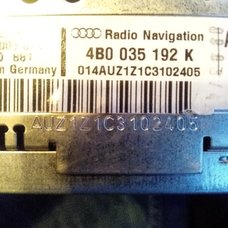 Radio Navigation
4B0 035 192 K
m Germany
014AUZ1Z1C3102405
AUZ1Z1C3102405